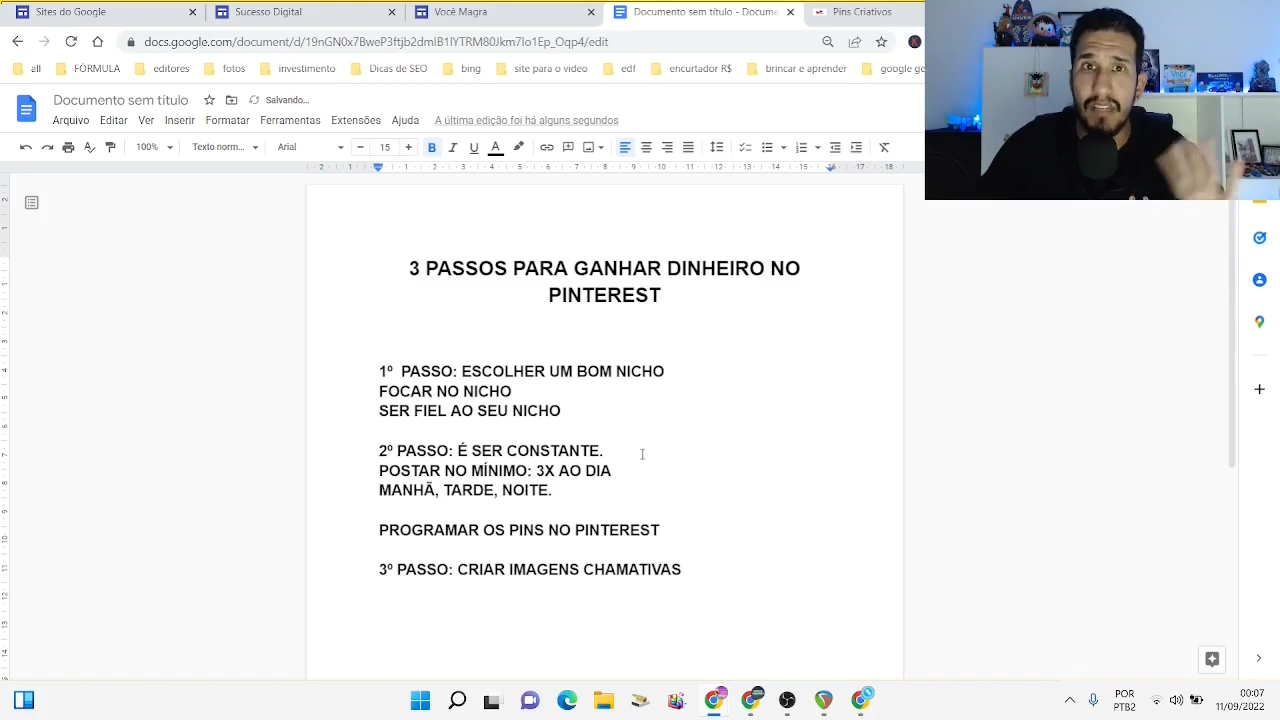 Sites do Google
Sucesso Digital
Você Magra
Documento sem título - Docume
Pins Criativos
docs.google.com/document/
/edit
all
FÓRMULA
editores
fotos
investimento
Dicas de SEO
bing
site para o video
edf
encurtador R$
brincar e aprender
google
Documento sem título
Salvando...
Arquivo
Editar
Ver
Inserir
Formatar
Ferramentas
Extensões
Ajuda
A última edição foi há alguns segundos
100%
Texto norm...
Arial
15
3 PASSOS PARA GANHAR DINHEIRO NO
PINTEREST
1º PASSO: ESCOLHER UM BOM NICHO
FOCAR NO NICHO
SER FIEL AO SEU NICHO
2º PASSO: É SER CONSTANTE.
POSTAR NO MÍNIMO: 3X AO DIA
MANHÃ, TARDE, NOITE.
PROGRAMAR OS PINS NO PINTEREST
3º PASSO: CRIAR IMAGENS CHAMATIVAS
POR
PTB2
00:07
11/09/2022